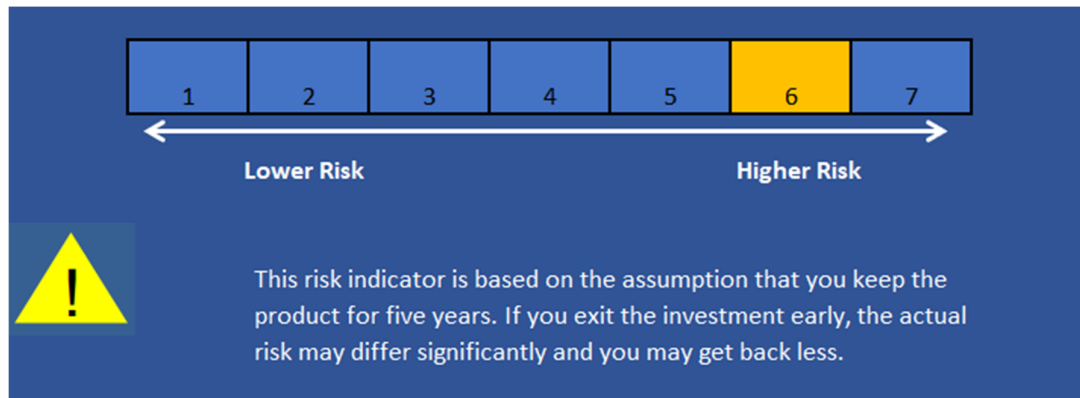 1 2 3 4 5 6 7
Lower Risk Higher Risk
!
This risk indicator is based on the assumption that you keep the
product for five years. If you exit the investment early, the actual
risk may differ significantly and you may get back less.